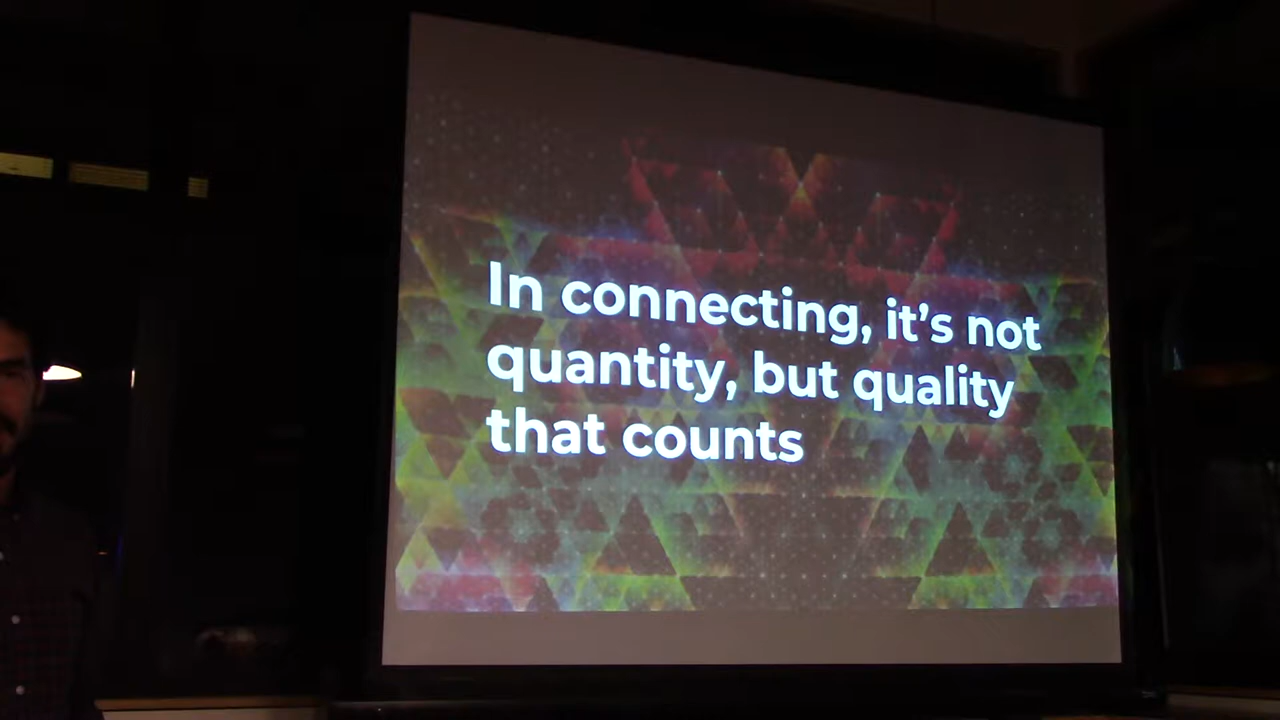 In connecting, it’s not
quantity, but quality
that counts